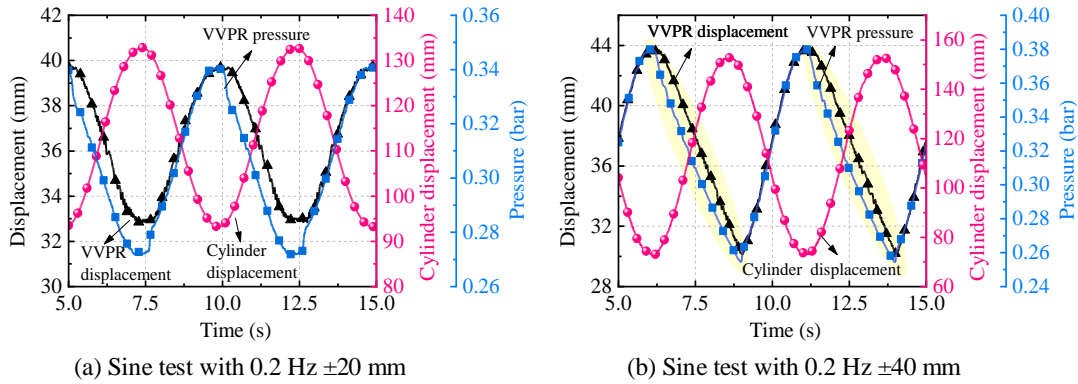 42
40
38
36
34
32
30
Displacement (mm)
5.0
7.5
10.0
12.5
15.0
Time (s)
VVPR pressure
VVPR
displacement
Cylinder
displacement
140
130
120
110
100
90
80
Cylinder displacement (mm)
0.36
0.34
0.32
0.30
0.28
0.26
Pressure (bar)
(a) Sine test with 0.2 Hz ±20 mm
48
44
40
36
32
28
Displacement (mm)
5.0
7.5
10.0
12.5
15.0
Time (s)
VVPR displacement
VVPR
pressure
Cylinder displacement
160
140
120
100
80
60
Cylinder displacement (mm)
0.40
0.38
0.36
0.34
0.32
0.30
0.28
0.26
0.24
Pressure (bar)
(b) Sine test with 0.2 Hz ±40 mm